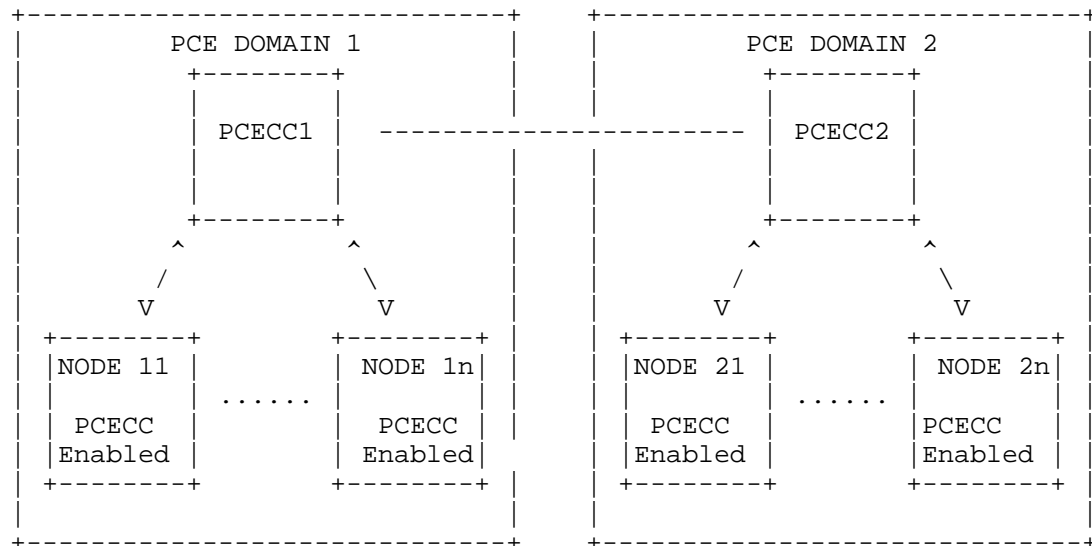 PCE DOMAIN 1 PCE DOMAIN 2
PCECC1 PCECC2
NODE 11 NODE 1n NODE 21 NODE 2n
...... ......
PCECC PCECC PCECC PCECC
Enabled Enabled Enabled Enabled